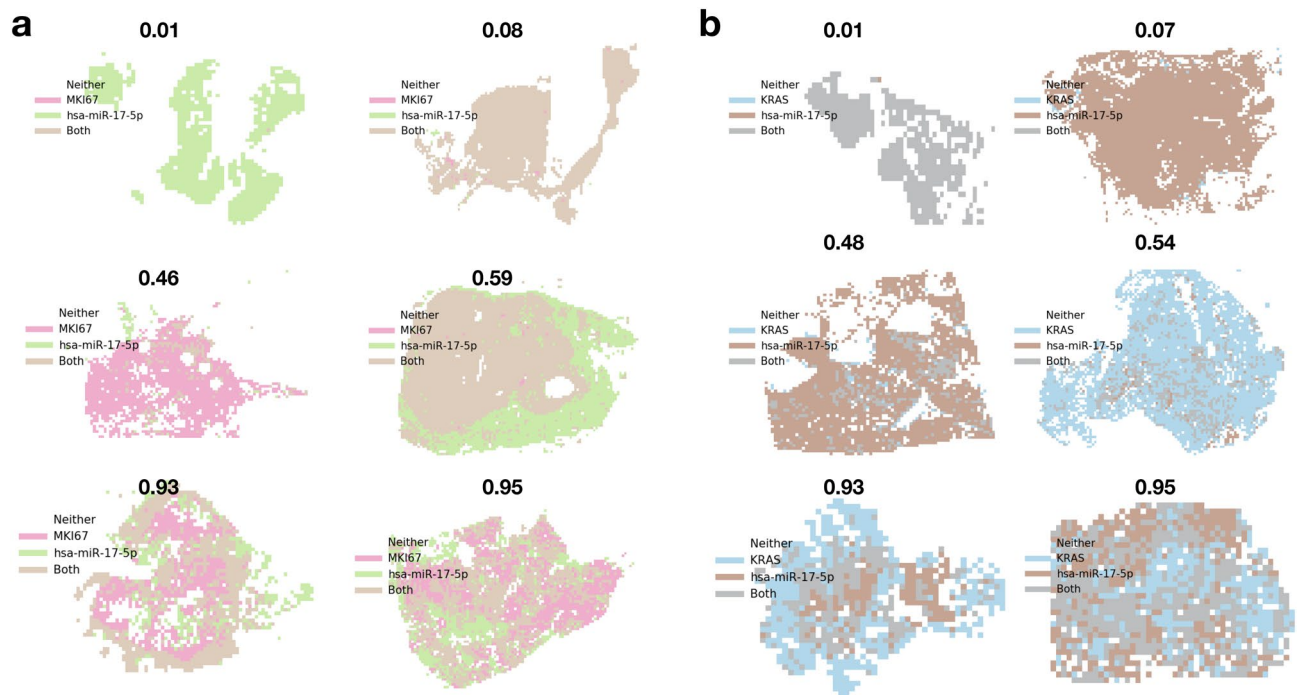 a
0.01
Neither
MKI67
hsa-miR-17-5p
Both
0.08
Neither
MKI67
hsa-miR-17-5p
Both
0.46
Neither
MKI67
hsa-miR-17-5p
Both
0.59
Neither
MKI67
hsa-miR-17-5p
Both
0.93
Neither
MKI67
hsa-miR-17-5p
Both
0.95
Neither
MKI67
hsa-miR-17-5p
Both
b
0.01
Neither
KRAS
hsa-miR-17-5p
Both
0.07
Neither
KRAS
hsa-miR-17-5p
Both
0.48
Neither
KRAS
hsa-miR-17-5p
Both
0.54
Neither
KRAS
hsa-miR-17-5p
Both
0.93
Neither
KRAS
hsa-miR-17-5p
Both
0.95
Neither
KRAS
hsa-miR-17-5p
Both